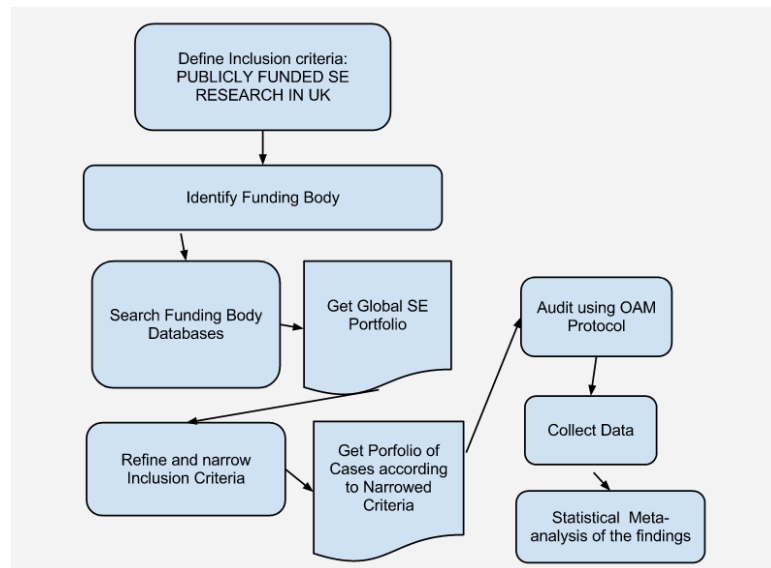 Define Inclusion criteria:
PUBLICLY FUNDED SE
RESEARCH IN UK
Identify Funding Body
Search Funding Body
Databases
Get Global SE
Portfolio
Refine and narrow
Inclusion Criteria
Get Porfolio of
Cases according
to Narrowed
Criteria
Audit using OAM
Protocol
Collect Data
Statistical Meta-
analysis of the findings